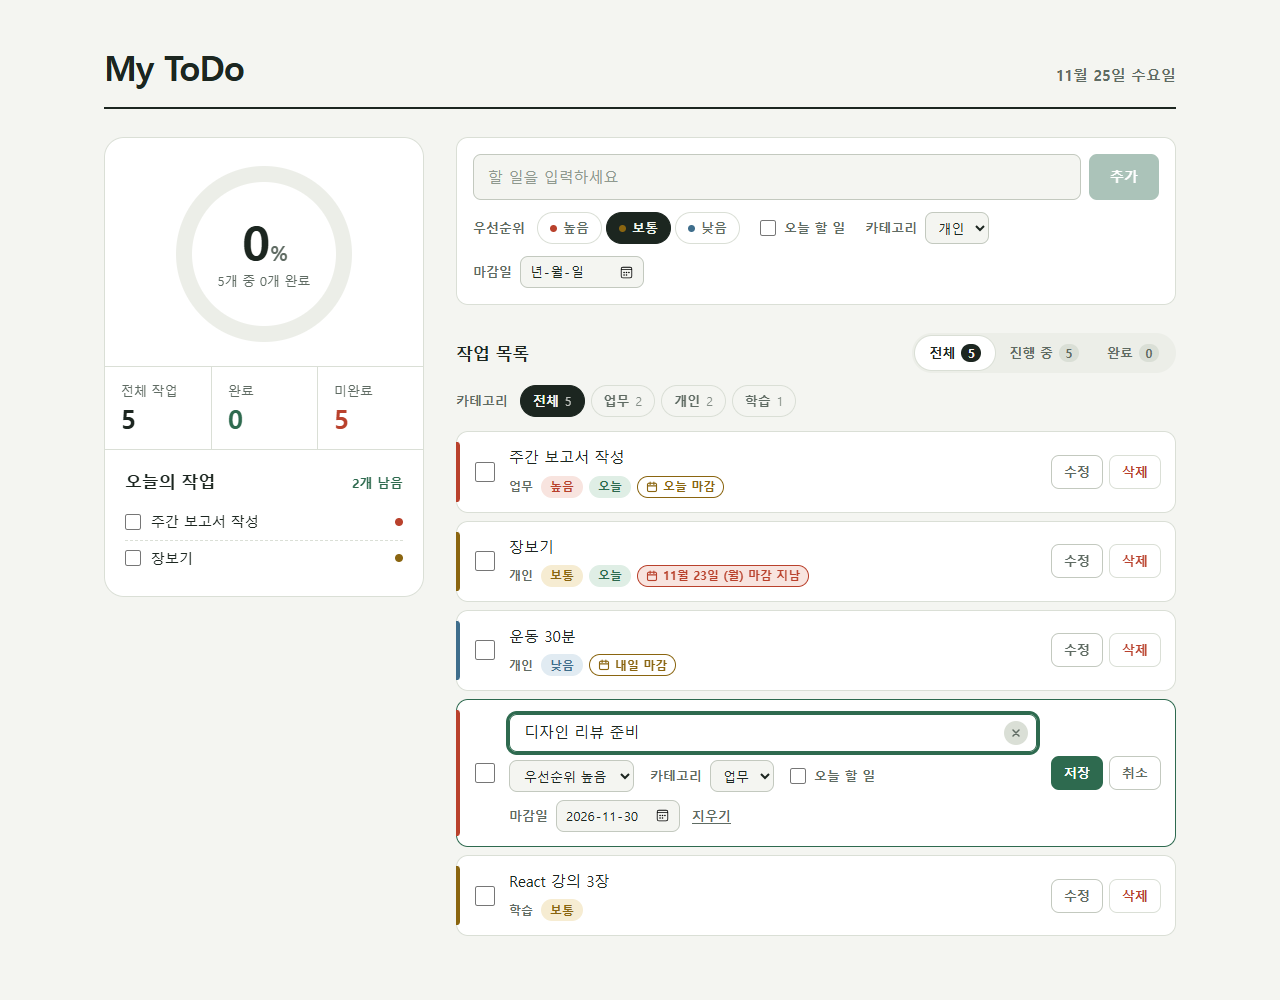 My ToDo
11월 25일 수요일
0%
5개 중 0개 완료
전체 작업
5
완료
0
미완료
5
오늘의 작업
2개 남음
주간 보고서 작성
장보기
할 일을 입력하세요
추가
우선순위 높음 보통 낮음 오늘 할 일 카테고리 개인
마감일 년-월-일
작업 목록
전체 5 진행 중 5 완료 0
카테고리 전체 5 업무 2 개인 2 학습 1
주간 보고서 작성
업무 높음 오늘 오늘 마감
수정 삭제
장보기
개인 보통 오늘 11월 23일 (월) 마감 지남
수정 삭제
운동 30분
개인 낮음 내일 마감
수정 삭제
디자인 리뷰 준비
우선순위 높음 카테고리 업무 오늘 할 일
마감일 2026-11-30 지우기
저장 취소
React 강의 3장
학습 보통
수정 삭제